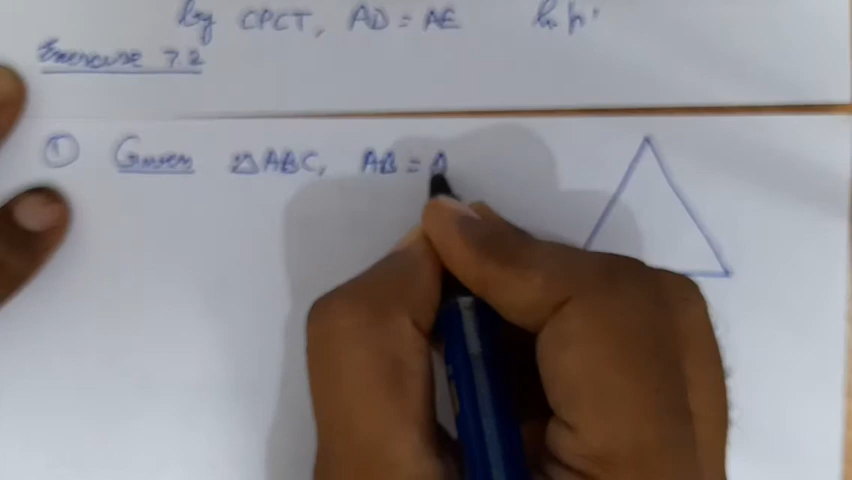 by CPCT, AD = AE h.p.
Exercise 7.2
① Given △ABC, AB = A